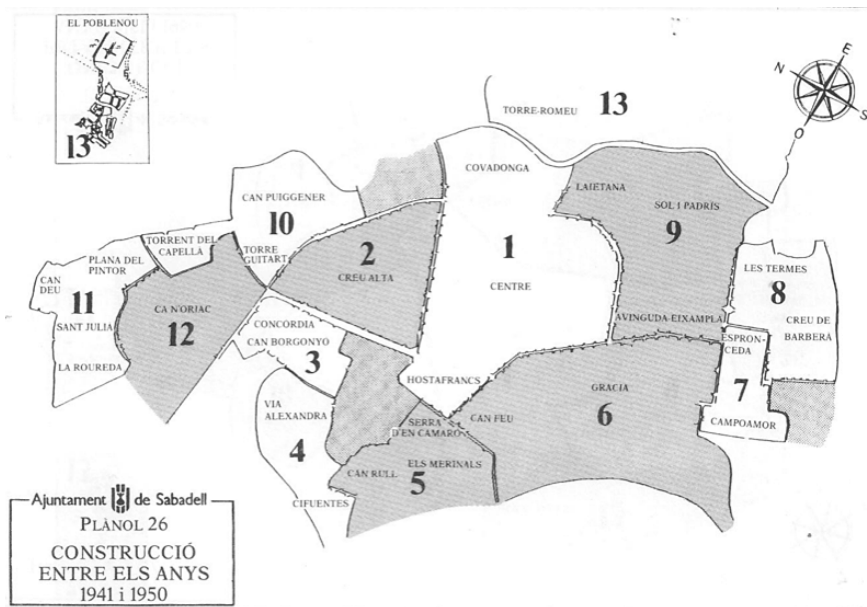 EL POBLENOU
13
N
E
S
O
TORRE-ROMEU 13
COVADONGA
LAIETANA
SOL I PADRÍS
9
CAN PUIGGENER
10
TORRE
GUITART
2
CREU ALTA
1
CENTRE
TORRENT DEL
CAPELLÀ
PLANA DEL
PINTOR
CAN
DEU
11
SANT JULIA
LA ROUREDA
CA N'ORIAC
12
CONCORDIA
CAN BORGONYO
3
LES TERMES
8
CREU DE
BARBERÀ
AVINGUDA-EIXAMPLA
ESPRON-
CEDA
7
CAMPOAMOR
HOSTAFRANCS
GRACIA
6
CAN FEU
VIA
ALEXANDRA
4
CIFUENTES
SERRA
D'EN CAMARO
ELS MERINALS
CAN RULL
5
Ajuntament de Sabadell
PLÀNOL 26
CONSTRUCCIÓ
ENTRE ELS ANYS
1941 i 1950